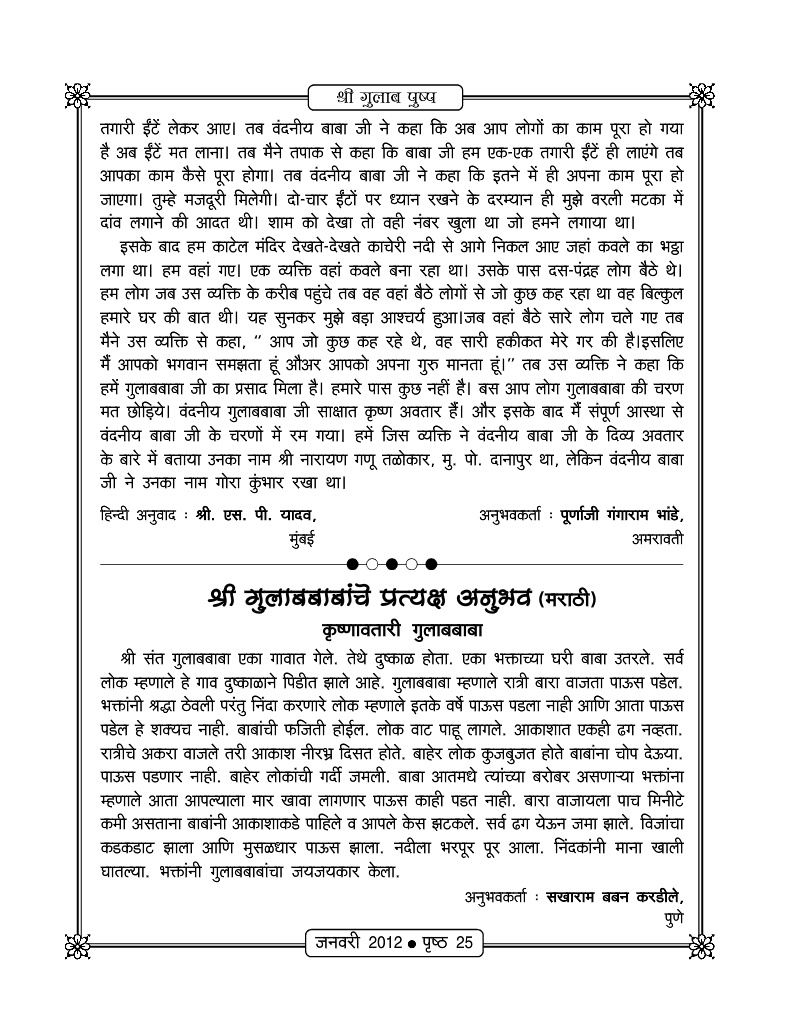 श्री गुलाब पुष्प
तगारी ईंटें लेकर आए। तब वंदनीय बाबा जी ने कहा कि अब आप लोगों का काम पूरा हो गया
है अब ईंटें मत लाना। तब मैने तपाक से कहा कि बाबा जी हम एक-एक तगारी ईंटें ही लाएंगे तब
आपका काम कैसे पूरा होगा। तब वंदनीय बाबा जी ने कहा कि इतने में ही अपना काम पूरा हो
जाएगा। तुम्हे मजदूरी मिलेगी। दो-चार ईंटों पर ध्यान रखने के दरम्यान ही मुझे वरली मटका में
दांव लगाने की आदत थी। शाम को देखा तो वही नंबर खुला था जो हमने लगाया था।
इसके बाद हम काटेल मंदिर देखते-देखते काचेरी नदी से आगे निकल आए जहां कवले का भट्ठा
लगा था। हम वहां गए। एक व्यक्ति वहां कवले बना रहा था। उसके पास दस-पंद्रह लोग बैठे थे।
हम लोग जब उस व्यक्ति के करीब पहुंचे तब वह वहां बैठे लोगों से जो कुछ कह रहा था वह बिल्कुल
हमारे घर की बात थी। यह सुनकर मुझे बड़ा आश्चर्य हुआ।जब वहां बैठे सारे लोग चले गए तब
मैने उस व्यक्ति से कहा, “ आप जो कुछ कह रहे थे, वह सारी हकीकत मेरे गर की है।इसलिए
मैं आपको भगवान समझता हूं औअर आपको अपना गुरु मानता हूं।” तब उस व्यक्ति ने कहा कि
हमें गुलाबबाबा जी का प्रसाद मिला है। हमारे पास कुछ नहीं है। बस आप लोग गुलाबबाबा की चरण
मत छोड़िये। वंदनीय गुलाबबाबा जी साक्षात कृष्ण अवतार हैं। और इसके बाद मैं संपूर्ण आस्था से
वंदनीय बाबा जी के चरणों में रम गया। हमें जिस व्यक्ति ने वंदनीय बाबा जी के दिव्य अवतार
के बारे में बताया उनका नाम श्री नारायण गणू तळोकार, मु. पो. दानापुर था, लेकिन वंदनीय बाबा
जी ने उनका नाम गोरा कुंभार रखा था।
हिन्दी अनुवाद : श्री. एस. पी. यादव, अनुभवकर्ता : पूर्णाजी गंगाराम भांडे,
मुंबई अमरावती
श्री गुलाबबाबांचे प्रत्यक्ष अनुभव (मराठी)
कृष्णावतारी गुलाबबाबा
श्री संत गुलाबबाबा एका गावात गेले. तेथे दुष्काळ होता. एका भक्ताच्या घरी बाबा उतरले. सर्व
लोक म्हणाले हे गाव दुष्काळाने पिडीत झाले आहे. गुलाबबाबा म्हणाले रात्री बारा वाजता पाऊस पडेल.
भक्तांनी श्रद्धा ठेवली परंतु निंदा करणारे लोक म्हणाले इतके वर्षे पाऊस पडला नाही आणि आता पाऊस
पडेल हे शक्यच नाही. बाबांची फजिती होईल. लोक वाट पाहू लागले. आकाशात एकही ढग नव्हता.
रात्रीचे अकरा वाजले तरी आकाश नीरभ्र दिसत होते. बाहेर लोक कुजबुजत होते बाबांना चोप देऊया.
पाऊस पडणार नाही. बाहेर लोकांची गर्दी जमली. बाबा आतमधे त्यांच्या बरोबर असणाऱ्या भक्तांना
म्हणाले आता आपल्याला मार खावा लागणार पाऊस काही पडत नाही. बारा वाजायला पाच मिनीटे
कमी असताना बाबांनी आकाशाकडे पाहिले व आपले केस झटकले. सर्व ढग येऊन जमा झाले. विजांचा
कडकडाट झाला आणि मुसळधार पाऊस झाला. नदीला भरपूर पूर आला. निंदकांनी माना खाली
घातल्या. भक्तांनी गुलाबबाबांचा जयजयकार केला.
अनुभवकर्ता : सखाराम बबन करडीले,
पुणे
जनवरी 2012 ● पृष्ठ 25